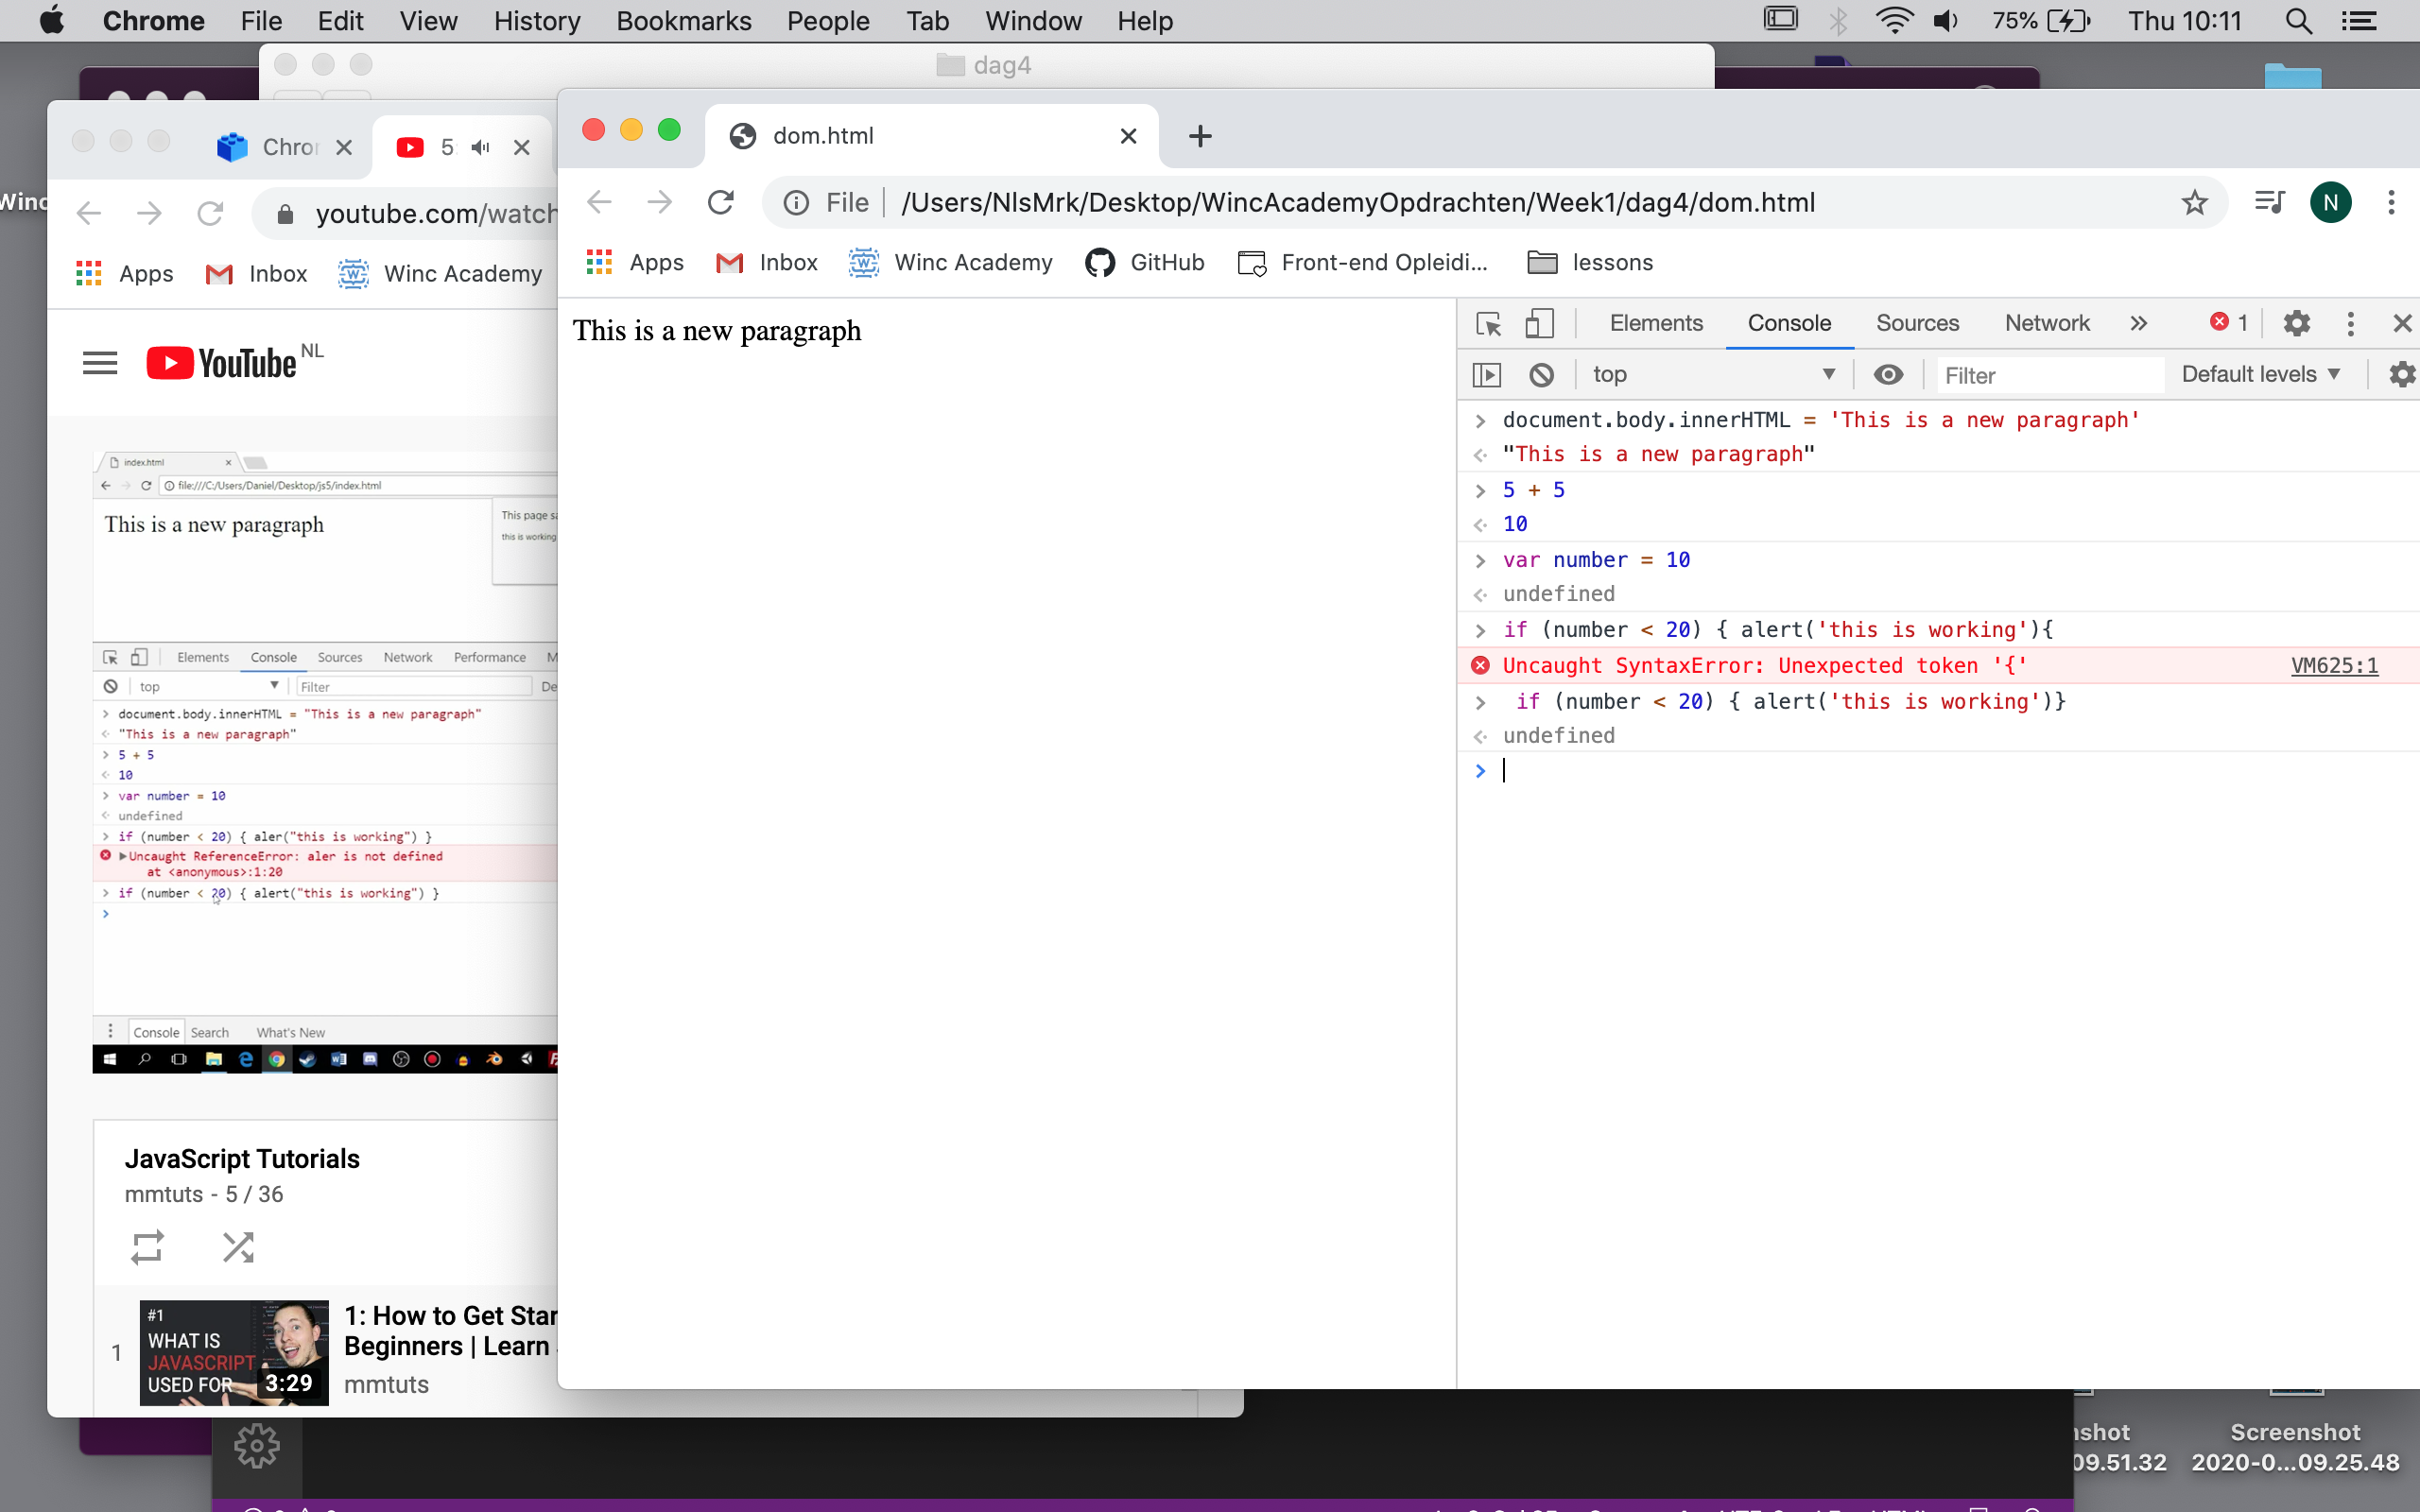 Chrome File Edit View History Bookmarks People Tab Window Help 75% Thu 10:11
dag4
Chro
5
dom.html
youtube.com/watch
File /Users/NlsMrk/Desktop/WincAcademyOpdrachten/Week1/dag4/dom.html N
Apps Inbox Winc Academy
Apps Inbox Winc Academy GitHub Front-end Opleidi... lessons
YouTube NL
index.html
file:///C:/Users/Daniel/Desktop/js5/index.html
This is a new paragraph
This page sa
this is working
Elements Console Sources Network Performance M
top Filter De
document.body.innerHTML = "This is a new paragraph"
"This is a new paragraph"
5 + 5
10
var number = 10
undefined
if (number < 20) { aler("this is working") }
Uncaught ReferenceError: aler is not defined
at <anonymous>:1:20
if (number < 20) { alert("this is working") }
Console Search What's New
JavaScript Tutorials
mmtuts - 5 / 36
1
#1
WHAT IS
JAVASCRIPT
USED FOR
3:29
1: How to Get Star
Beginners | Learn
mmtuts
This is a new paragraph
Elements Console Sources Network » 1
top Filter Default levels
document.body.innerHTML = 'This is a new paragraph'
"This is a new paragraph"
5 + 5
10
var number = 10
undefined
if (number < 20) { alert('this is working'){
Uncaught SyntaxError: Unexpected token '{' VM625:1
if (number < 20) { alert('this is working')}
undefined
Screenshot
09.51.32
2020-0...09.25.48